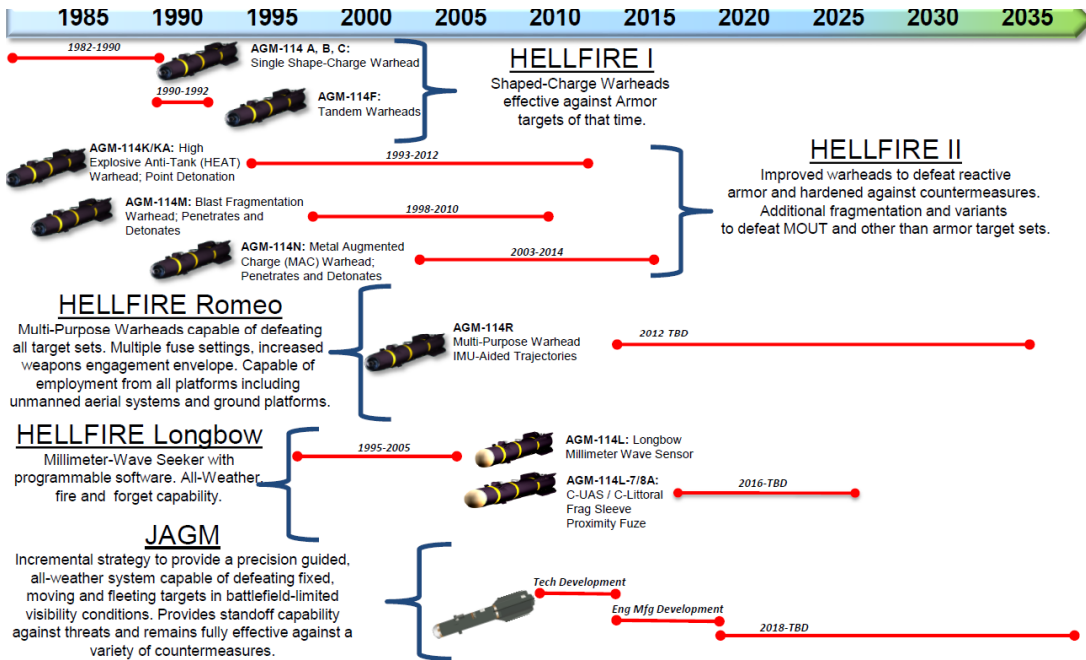 1985 1990 1995 2000 2005 2010 2015 2020 2025 2030 2035
1982-1990
AGM-114 A, B, C:
Single Shape-Charge Warhead
1990-1992
AGM-114F:
Tandem Warheads
HELLFIRE I
Shaped-Charge Warheads
effective against Armor
targets of that time.
AGM-114K/KA: High
Explosive Anti-Tank (HEAT)
Warhead; Point Detonation
1993-2012
AGM-114M: Blast Fragmentation
Warhead; Penetrates and
Detonates
1998-2010
AGM-114N: Metal Augmented
Charge (MAC) Warhead;
Penetrates and Detonates
2003-2014
HELLFIRE II
Improved warheads to defeat reactive
armor and hardened against countermeasures.
Additional fragmentation and variants
to defeat MOUT and other than armor target sets.
HELLFIRE Romeo
Multi-Purpose Warheads capable of defeating
all target sets. Multiple fuse settings, increased
weapons engagement envelope. Capable of
employment from all platforms including
unmanned aerial systems and ground platforms.
AGM-114R
Multi-Purpose Warhead
IMU-Aided Trajectories
2012 TBD
HELLFIRE Longbow
Millimeter-Wave Seeker with
programmable software. All-Weather,
fire and forget capability.
1995-2005
AGM-114L: Longbow
Millimeter Wave Sensor
AGM-114L-7/8A:
C-UAS / C-Littoral
Frag Sleeve
Proximity Fuze
2016-TBD
JAGM
Incremental strategy to provide a precision guided,
all-weather system capable of defeating fixed,
moving and fleeting targets in battlefield-limited
visibility conditions. Provides standoff capability
against threats and remains fully effective against a
variety of countermeasures.
Tech Development
Eng Mfg Development
2018-TBD